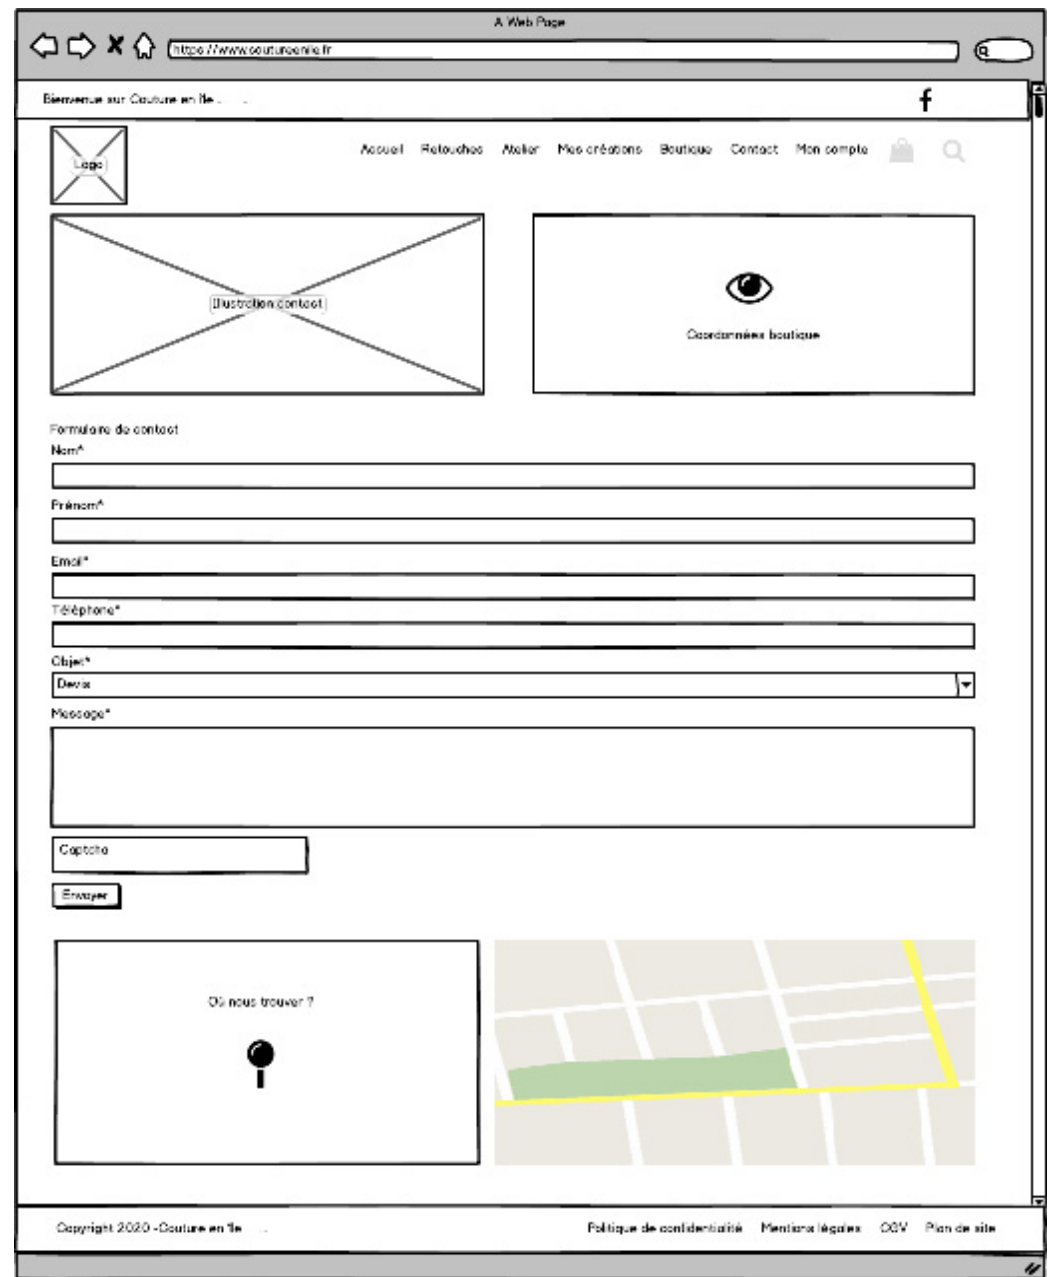 A Web Page
https://www.coutureenile.fr
Bienvenue sur Couture en île
Logo
Accueil Retouches Atelier Mes créations Boutique Contact Mon compte
Illustration contact
Coordonnées boutique
Formulaire de contact
Nom*
Prénom*
Email*
Téléphone*
Objet*
Devis
Message*
Captcha
Envoyer
Où nous trouver ?
Copyright 2020 -Couture en île
Politique de confidentialité Mentions légales CGV Plan de site